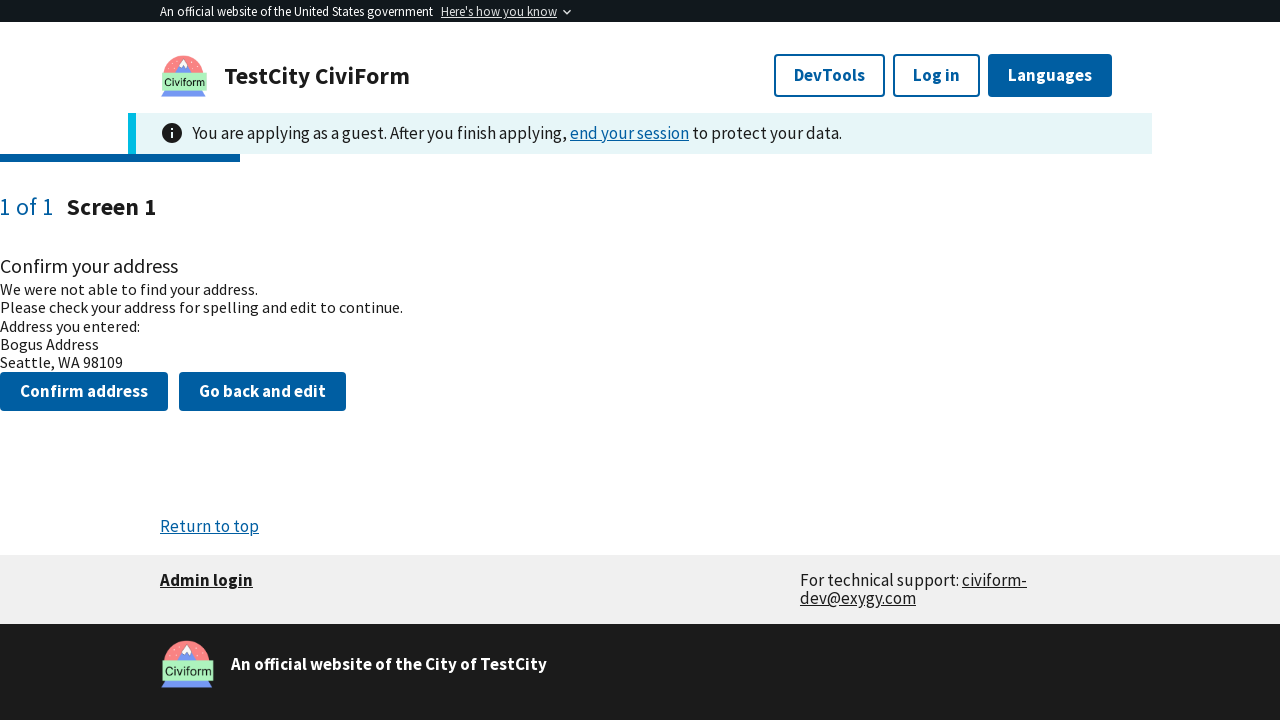 An official website of the United States government Here's how you know
Civiform
TestCity CiviForm
DevTools
Log in
Languages
You are applying as a guest. After you finish applying, end your session to protect your data.
1 of 1 Screen 1
Confirm your address
We were not able to find your address.
Please check your address for spelling and edit to continue.
Address you entered:
Bogus Address
Seattle, WA 98109
Confirm address
Go back and edit
Return to top
Admin login
For technical support: civiform-
dev@exygy.com
Civiform
An official website of the City of TestCity